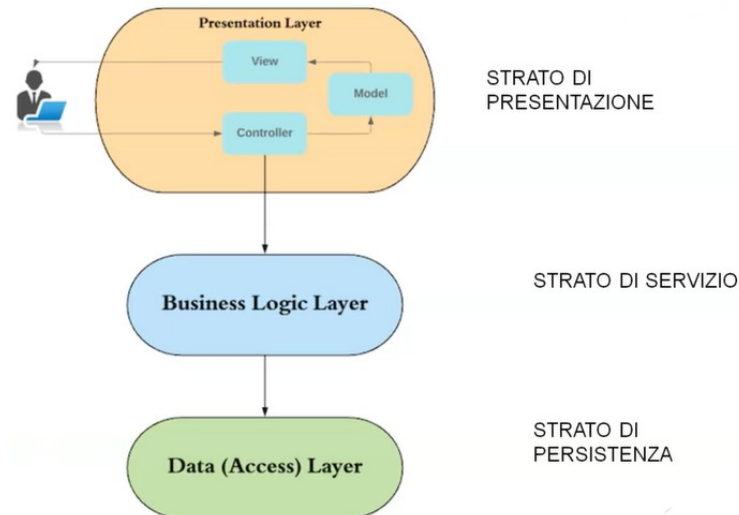 Presentation Layer
View
Model
Controller
STRATO DI
PRESENTAZIONE
Business Logic Layer
STRATO DI SERVIZIO
Data (Access) Layer
STRATO DI
PERSISTENZA